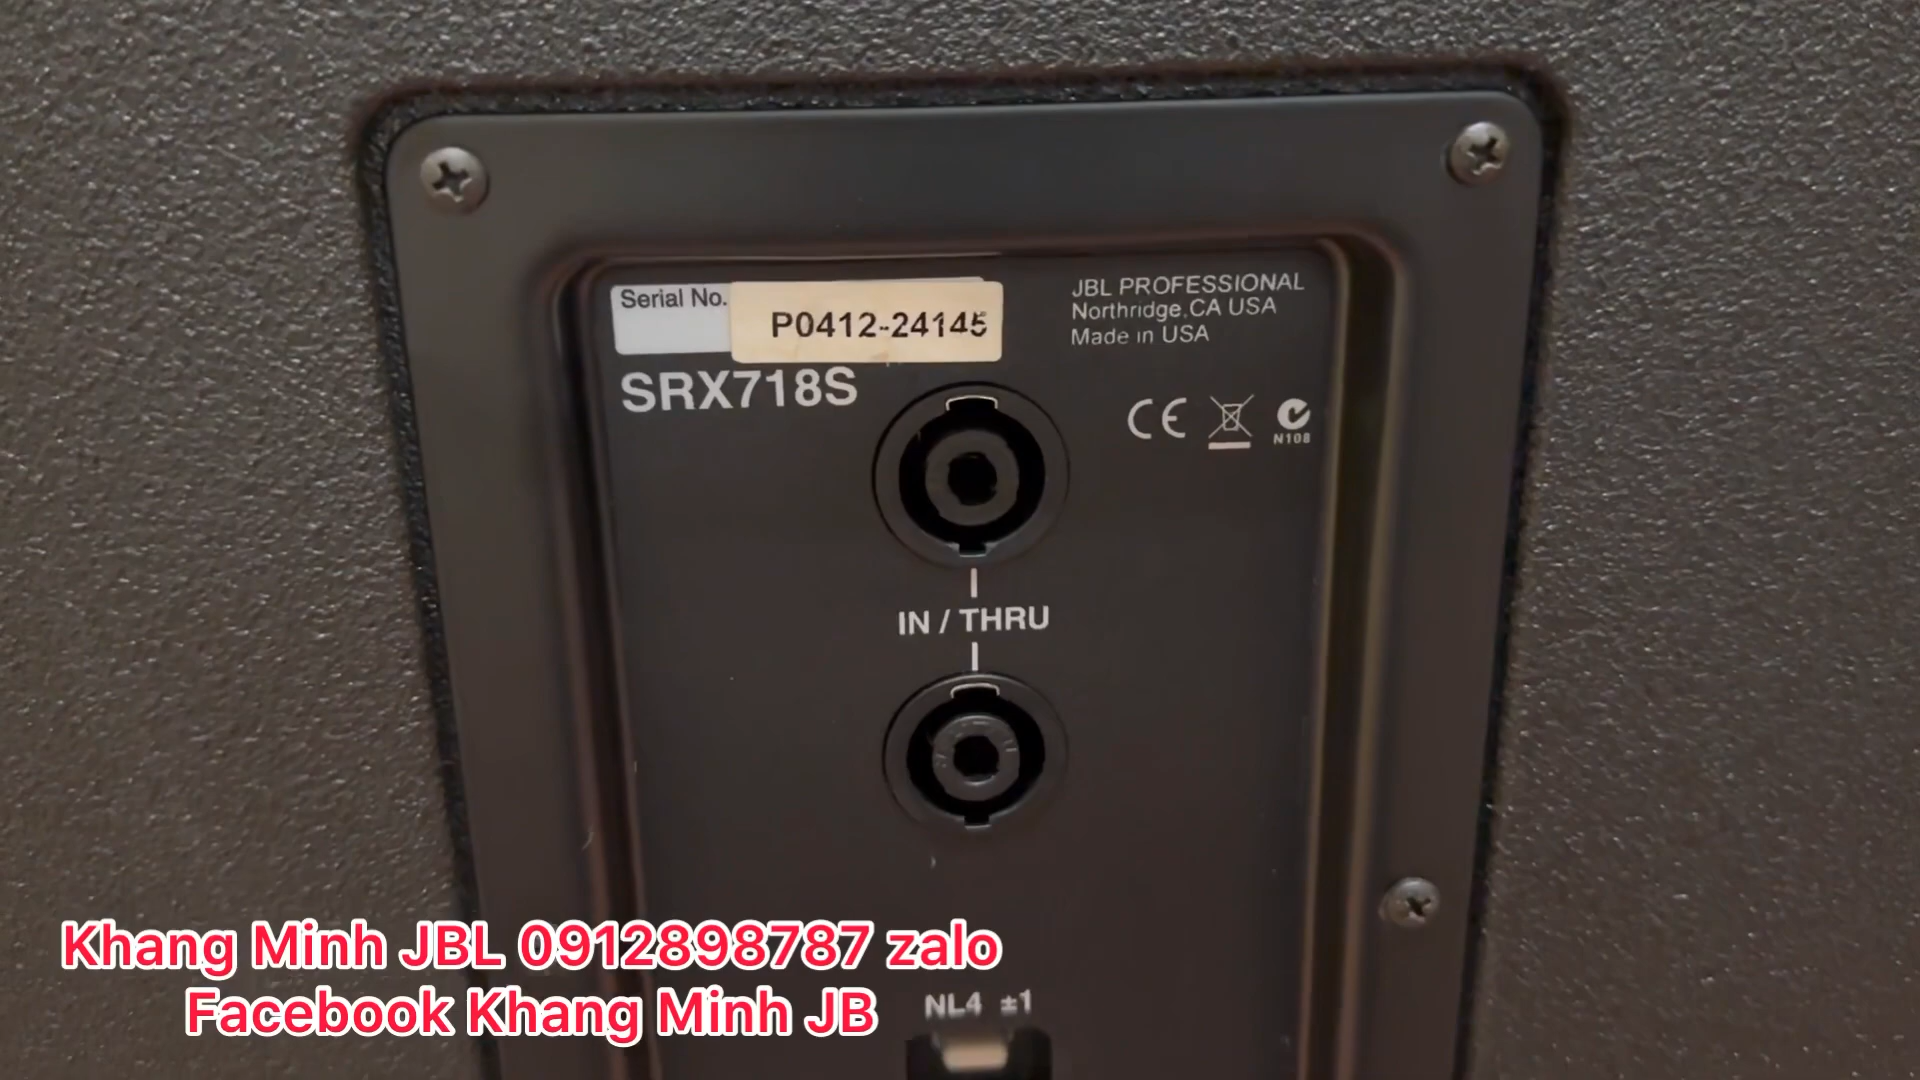 Serial No.
P0412-24145
JBL PROFESSIONAL
Northridge, CA USA
Made in USA
SRX718S
CE
N108
IN / THRU
NL4 ±1
Khang Minh JBL 0912898787 zalo
Facebook Khang Minh JB